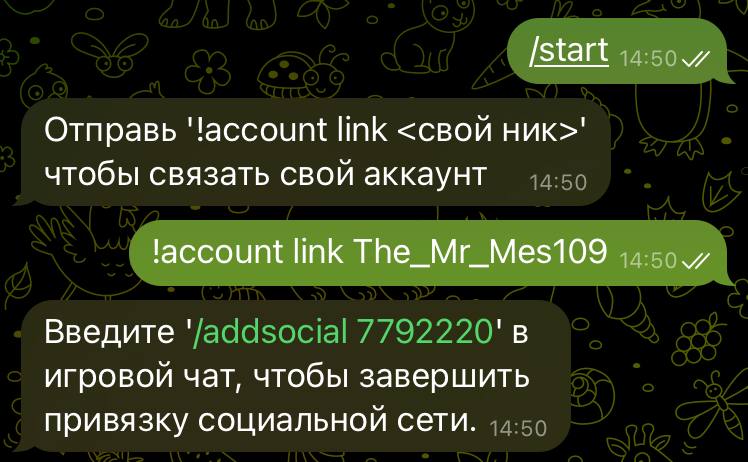 /start 14:50
Отправь '!account link <свой ник>'
чтобы связать свой аккаунт 14:50
!account link The_Mr_Mes109 14:50
Введите '/addsocial 7792220' в
игровой чат, чтобы завершить
привязку социальной сети. 14:50